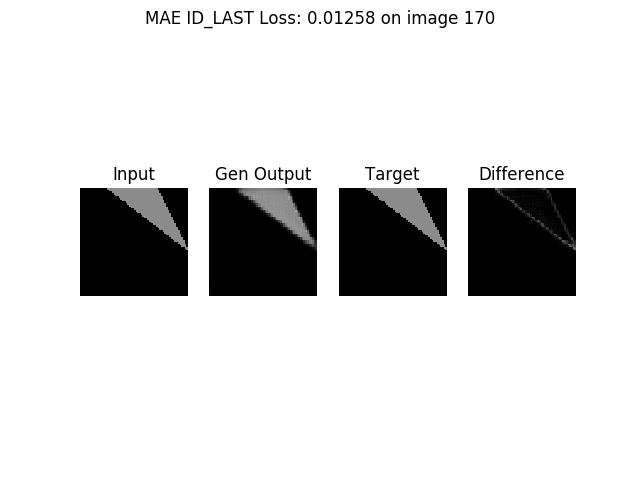 MAE ID_LAST Loss: 0.01258 on image 170
Input
Gen Output
Target
Difference